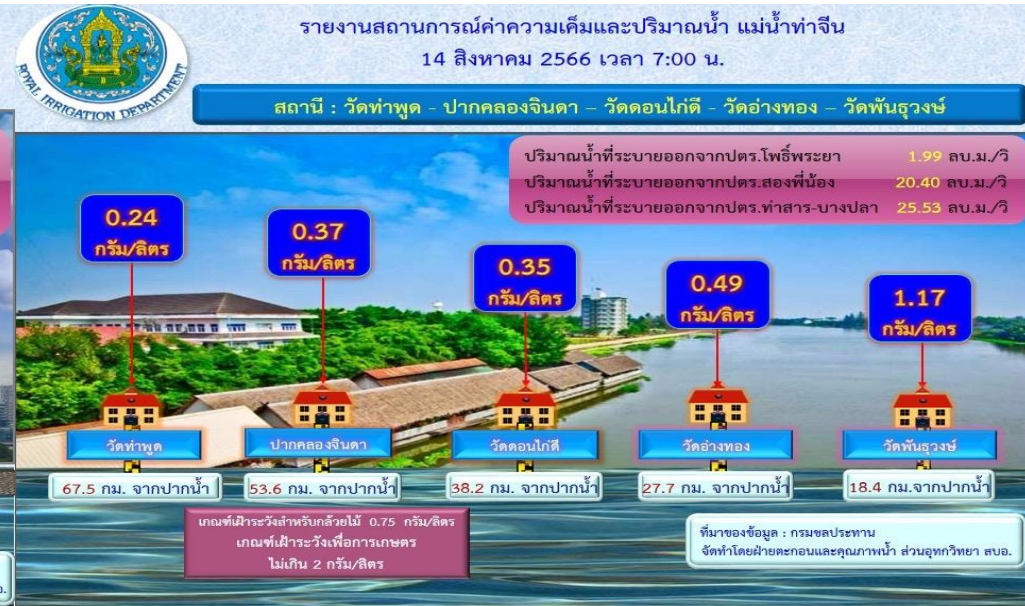 รายงานสถานการณ์ค่าความเค็มและปริมาณน้ำ แม่น้ำท่าจีน
14 สิงหาคม 2566 เวลา 7:00 น.
ROYAL IRRIGATION DEPARTMENT
สถานี : วัดท่าพูด - ปากคลองจินดา – วัดดอนไก่ดี - วัดอ่างทอง – วัดพันธุวงษ์
ปริมาณน้ำที่ระบายออกจากปตร.โพธิ์พระยา 1.99 ลบ.ม./วิ
ปริมาณน้ำที่ระบายออกจากปตร.สองพี่น้อง 20.40 ลบ.ม./วิ
ปริมาณน้ำที่ระบายออกจากปตร.ท่าสาร-บางปลา 25.53 ลบ.ม./วิ
0.24
กรัม/ลิตร
0.37
กรัม/ลิตร
0.35
กรัม/ลิตร
0.49
กรัม/ลิตร
1.17
กรัม/ลิตร
วัดท่าพูด
ปากคลองจินดา
วัดดอนไก่ดี
วัดอ่างทอง
วัดพันธุวงษ์
67.5 กม. จากปากน้ำ
53.6 กม. จากปากน้ำ
38.2 กม. จากปากน้ำ
27.7 กม. จากปากน้ำ
18.4 กม.จากปากน้ำ
เกณฑ์เฝ้าระวังสำหรับกล้วยไม้ 0.75 กรัม/ลิตร
เกณฑ์เฝ้าระวังเพื่อการเกษตร
ไม่เกิน 2 กรัม/ลิตร
ที่มาของข้อมูล : กรมชลประทาน
จัดทำโดยฝ่ายตะกอนและคุณภาพน้ำ ส่วนอุทกวิทยา สบอ.